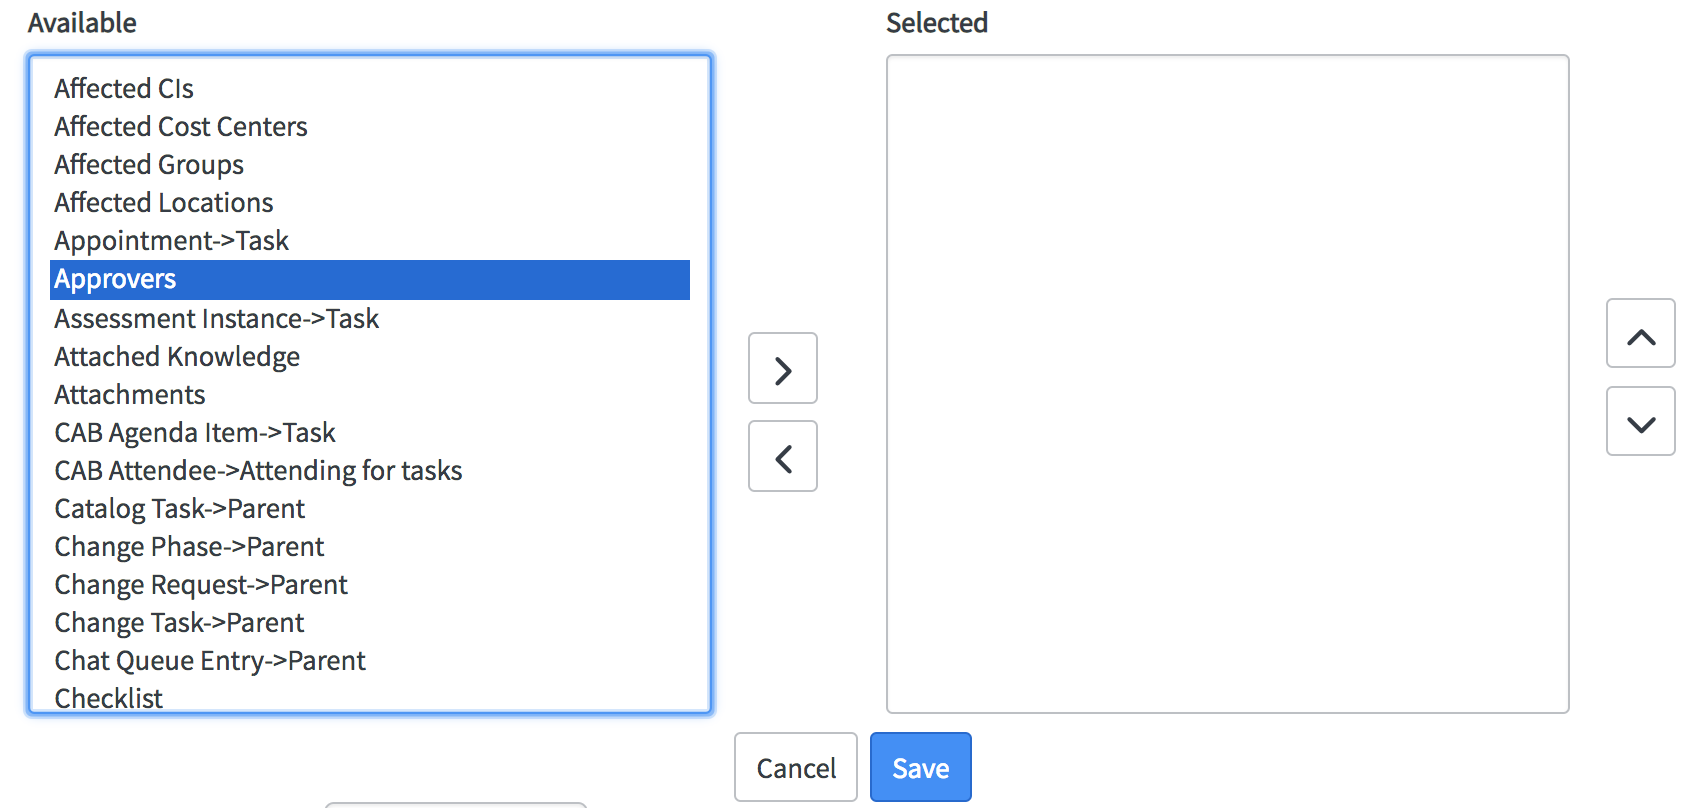 Available
Affected CIs
Affected Cost Centers
Affected Groups
Affected Locations
Appointment->Task
Approvers
Assessment Instance->Task
Attached Knowledge
Attachments
CAB Agenda Item->Task
CAB Attendee->Attending for tasks
Catalog Task->Parent
Change Phase->Parent
Change Request->Parent
Change Task->Parent
Chat Queue Entry->Parent
Checklist
Selected
Cancel
Save